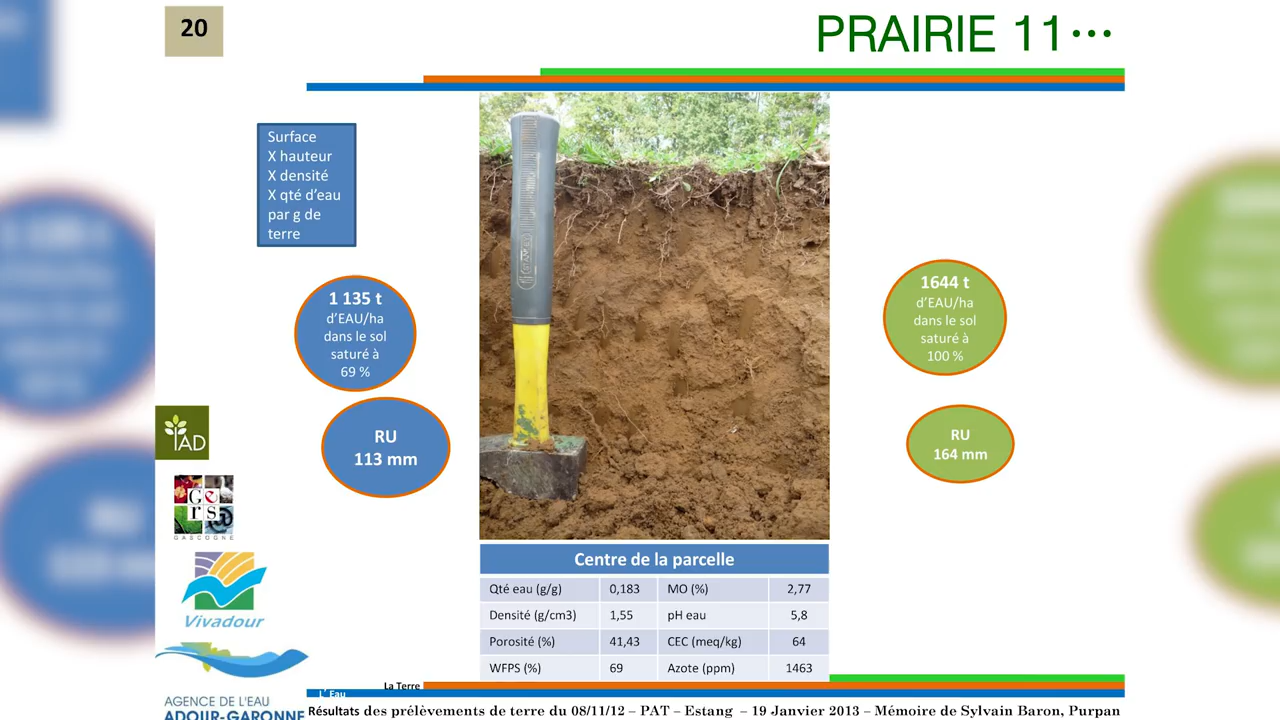 20
PRAIRIE 11...
Surface
X hauteur
X densité
X qté d'eau
par g de
terre
1 135 t
d'EAU/ha
dans le sol
saturé à
69 %
RU
113 mm
1644 t
d'EAU/ha
dans le sol
saturé à
100 %
RU
164 mm
STANLEY
IAD
Gers
GASCOGNE
Vivadour
AGENCE DE L'EAU
ADOUR-GARONNE
Centre de la parcelle
Qté eau (g/g) 0,183 MO (%) 2,77
Densité (g/cm3) 1,55 pH eau 5,8
Porosité (%) 41,43 CEC (meq/kg) 64
WFPS (%) 69 Azote (ppm) 1463
La Terre
L' Eau
Résultats des prélèvements de terre du 08/11/12 – PAT – Estang – 19 Janvier 2013 – Mémoire de Sylvain Baron, Purpan